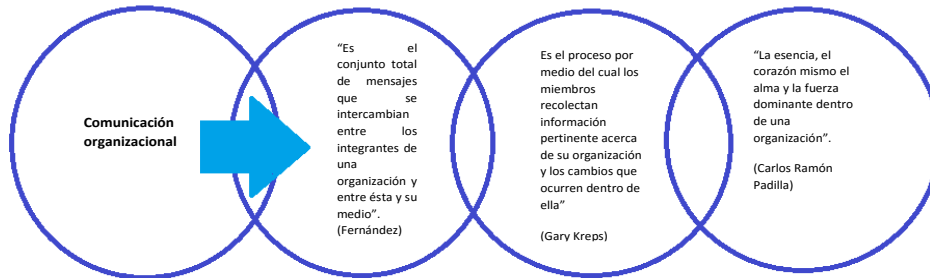 Comunicación
organizacional
“Es el
conjunto total
de mensajes
que se
intercambian
entre los
integrantes de
una
organización y
entre ésta y su
medio”.
(Fernández)
Es el proceso por
medio del cual los
miembros
recolectan
información
pertinente acerca
de su organización
y los cambios que
ocurren dentro de
ella”
(Gary Kreps)
“La esencia, el
corazón mismo el
alma y la fuerza
dominante dentro
de una
organización”.
(Carlos Ramón
Padilla)